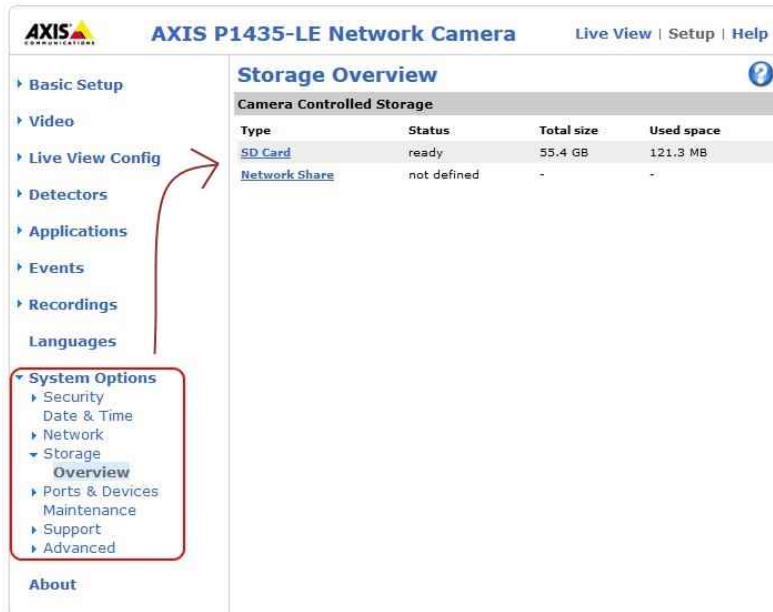 AXIS
COMMUNICATIONS
AXIS P1435-LE Network Camera
Live View | Setup | Help
Basic Setup
Video
Live View Config
Detectors
Applications
Events
Recordings
Languages
System Options
Security
Date & Time
Network
Storage
Overview
Ports & Devices
Maintenance
Support
Advanced
About
Storage Overview
?
Camera Controlled Storage
Type Status Total size Used space
SD Card ready 55.4 GB 121.3 MB
Network Share not defined - -